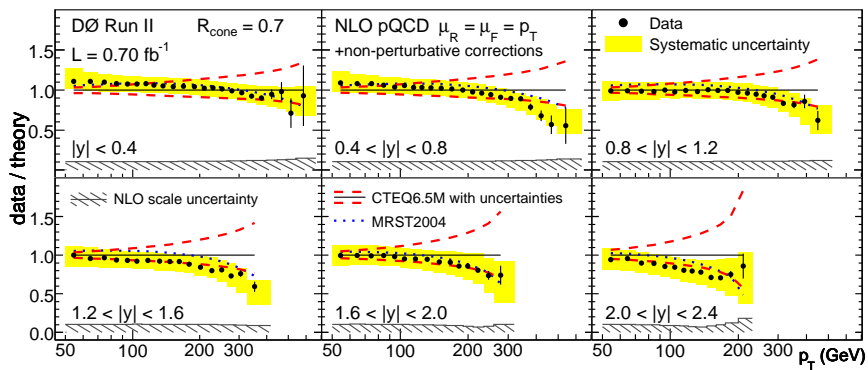 DØ Run II
R_cone = 0.7
L = 0.70 fb⁻¹
NLO pQCD μ_R = μ_F = p_T
+non-perturbative corrections
Data
Systematic uncertainty
1.5
1.0
0.5
|y| < 0.4
0.4 < |y| < 0.8
0.8 < |y| < 1.2
data / theory
NLO scale uncertainty
CTEQ6.5M with uncertainties
MRST2004
1.5
1.0
0.5
0.0
1.2 < |y| < 1.6
1.6 < |y| < 2.0
2.0 < |y| < 2.4
50 100 200 300
50 100 200 300
50 100 200 300
p_T (GeV)